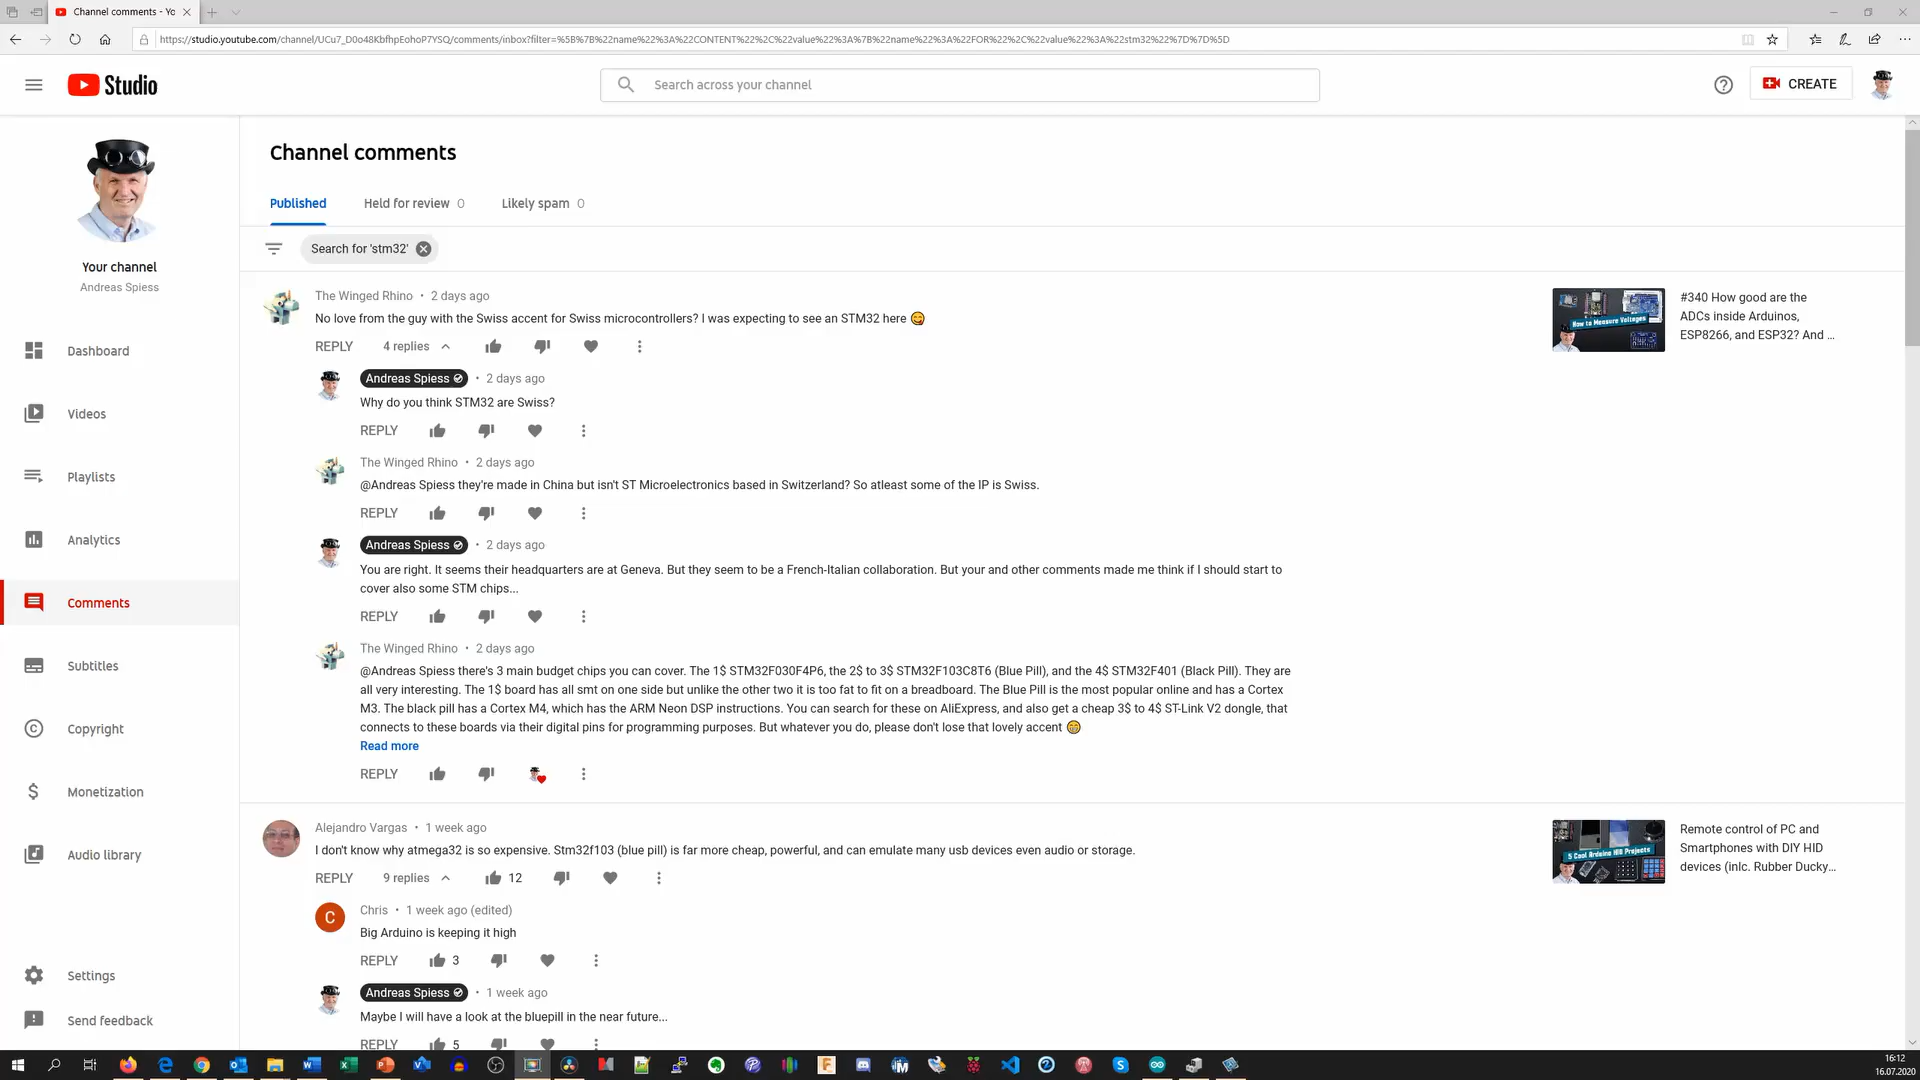 Channel comments - Yo
https://studio.youtube.com/channel/UCu7_D0o48KbfhpEohoP7YSQ/comments/inbox?filter=%5B%7B%22name%22%3A%22CONTENT%22%2C%22value%22%3A%7B%22name%22%3A%22FOR%22%2C%22value%22%3A%22stm32%22%7D%7D%5D
Studio
Search across your channel
CREATE
Your channel
Andreas Spiess
Dashboard
Videos
Playlists
Analytics
Comments
Subtitles
Copyright
Monetization
Audio library
Settings
Send feedback
Channel comments
Published
Held for review 0
Likely spam 0
Search for 'stm32'
The Winged Rhino • 2 days ago
No love from the guy with the Swiss accent for Swiss microcontrollers? I was expecting to see an STM32 here 😋
REPLY 4 replies
How to Measure Voltages
#340 How good are the
ADCs inside Arduinos,
ESP8266, and ESP32? And ...
Andreas Spiess • 2 days ago
Why do you think STM32 are Swiss?
REPLY
The Winged Rhino • 2 days ago
@Andreas Spiess they're made in China but isn't ST Microelectronics based in Switzerland? So atleast some of the IP is Swiss.
REPLY
Andreas Spiess • 2 days ago
You are right. It seems their headquarters are at Geneva. But they seem to be a French-Italian collaboration. But your and other comments made me think if I should start to
cover also some STM chips...
REPLY
The Winged Rhino • 2 days ago
@Andreas Spiess there's 3 main budget chips you can cover. The 1$ STM32F030F4P6, the 2$ to 3$ STM32F103C8T6 (Blue Pill), and the 4$ STM32F401 (Black Pill). They are
all very interesting. The 1$ board has all smt on one side but unlike the other two it is too fat to fit on a breadboard. The Blue Pill is the most popular online and has a Cortex
M3. The black pill has a Cortex M4, which has the ARM Neon DSP instructions. You can search for these on AliExpress, and also get a cheap 3$ to 4$ ST-Link V2 dongle, that
connects to these boards via their digital pins for programming purposes. But whatever you do, please don't lose that lovely accent 😁
Read more
REPLY
Alejandro Vargas • 1 week ago
I don't know why atmega32 is so expensive. Stm32f103 (blue pill) is far more cheap, powerful, and can emulate many usb devices even audio or storage.
REPLY 9 replies 12
5 Cool Arduino HID Projects
Remote control of PC and
Smartphones with DIY HID
devices (inlc. Rubber Ducky...
C
Chris • 1 week ago (edited)
Big Arduino is keeping it high
REPLY 3
Andreas Spiess • 1 week ago
Maybe I will have a look at the bluepill in the near future...
REPLY 5
16:12
16.07.2020